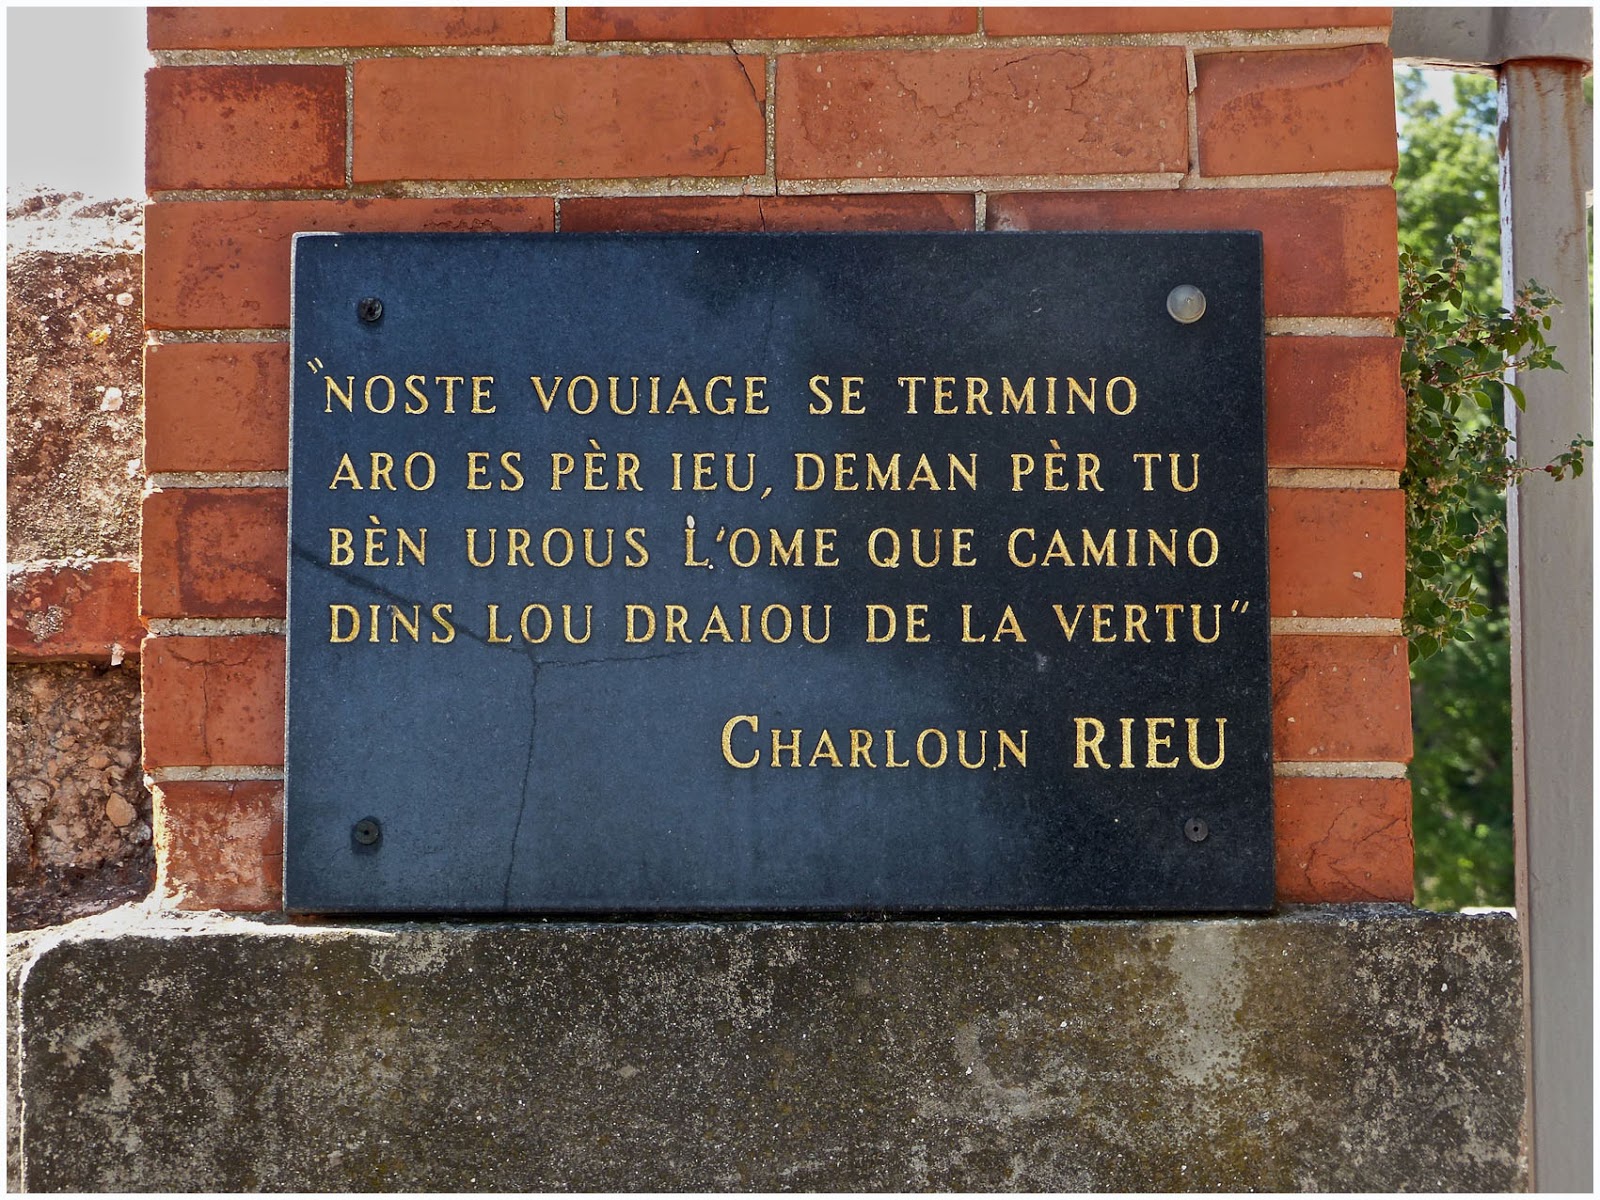 "NOSTE VOUIAGE SE TERMINO
ARO ES PÈR IEU, DEMAN PÈR TU
BÈN UROUS L'OME QUE CAMINO
DINS LOU DRAIOU DE LA VERTU"
CHARLOUN RIEU